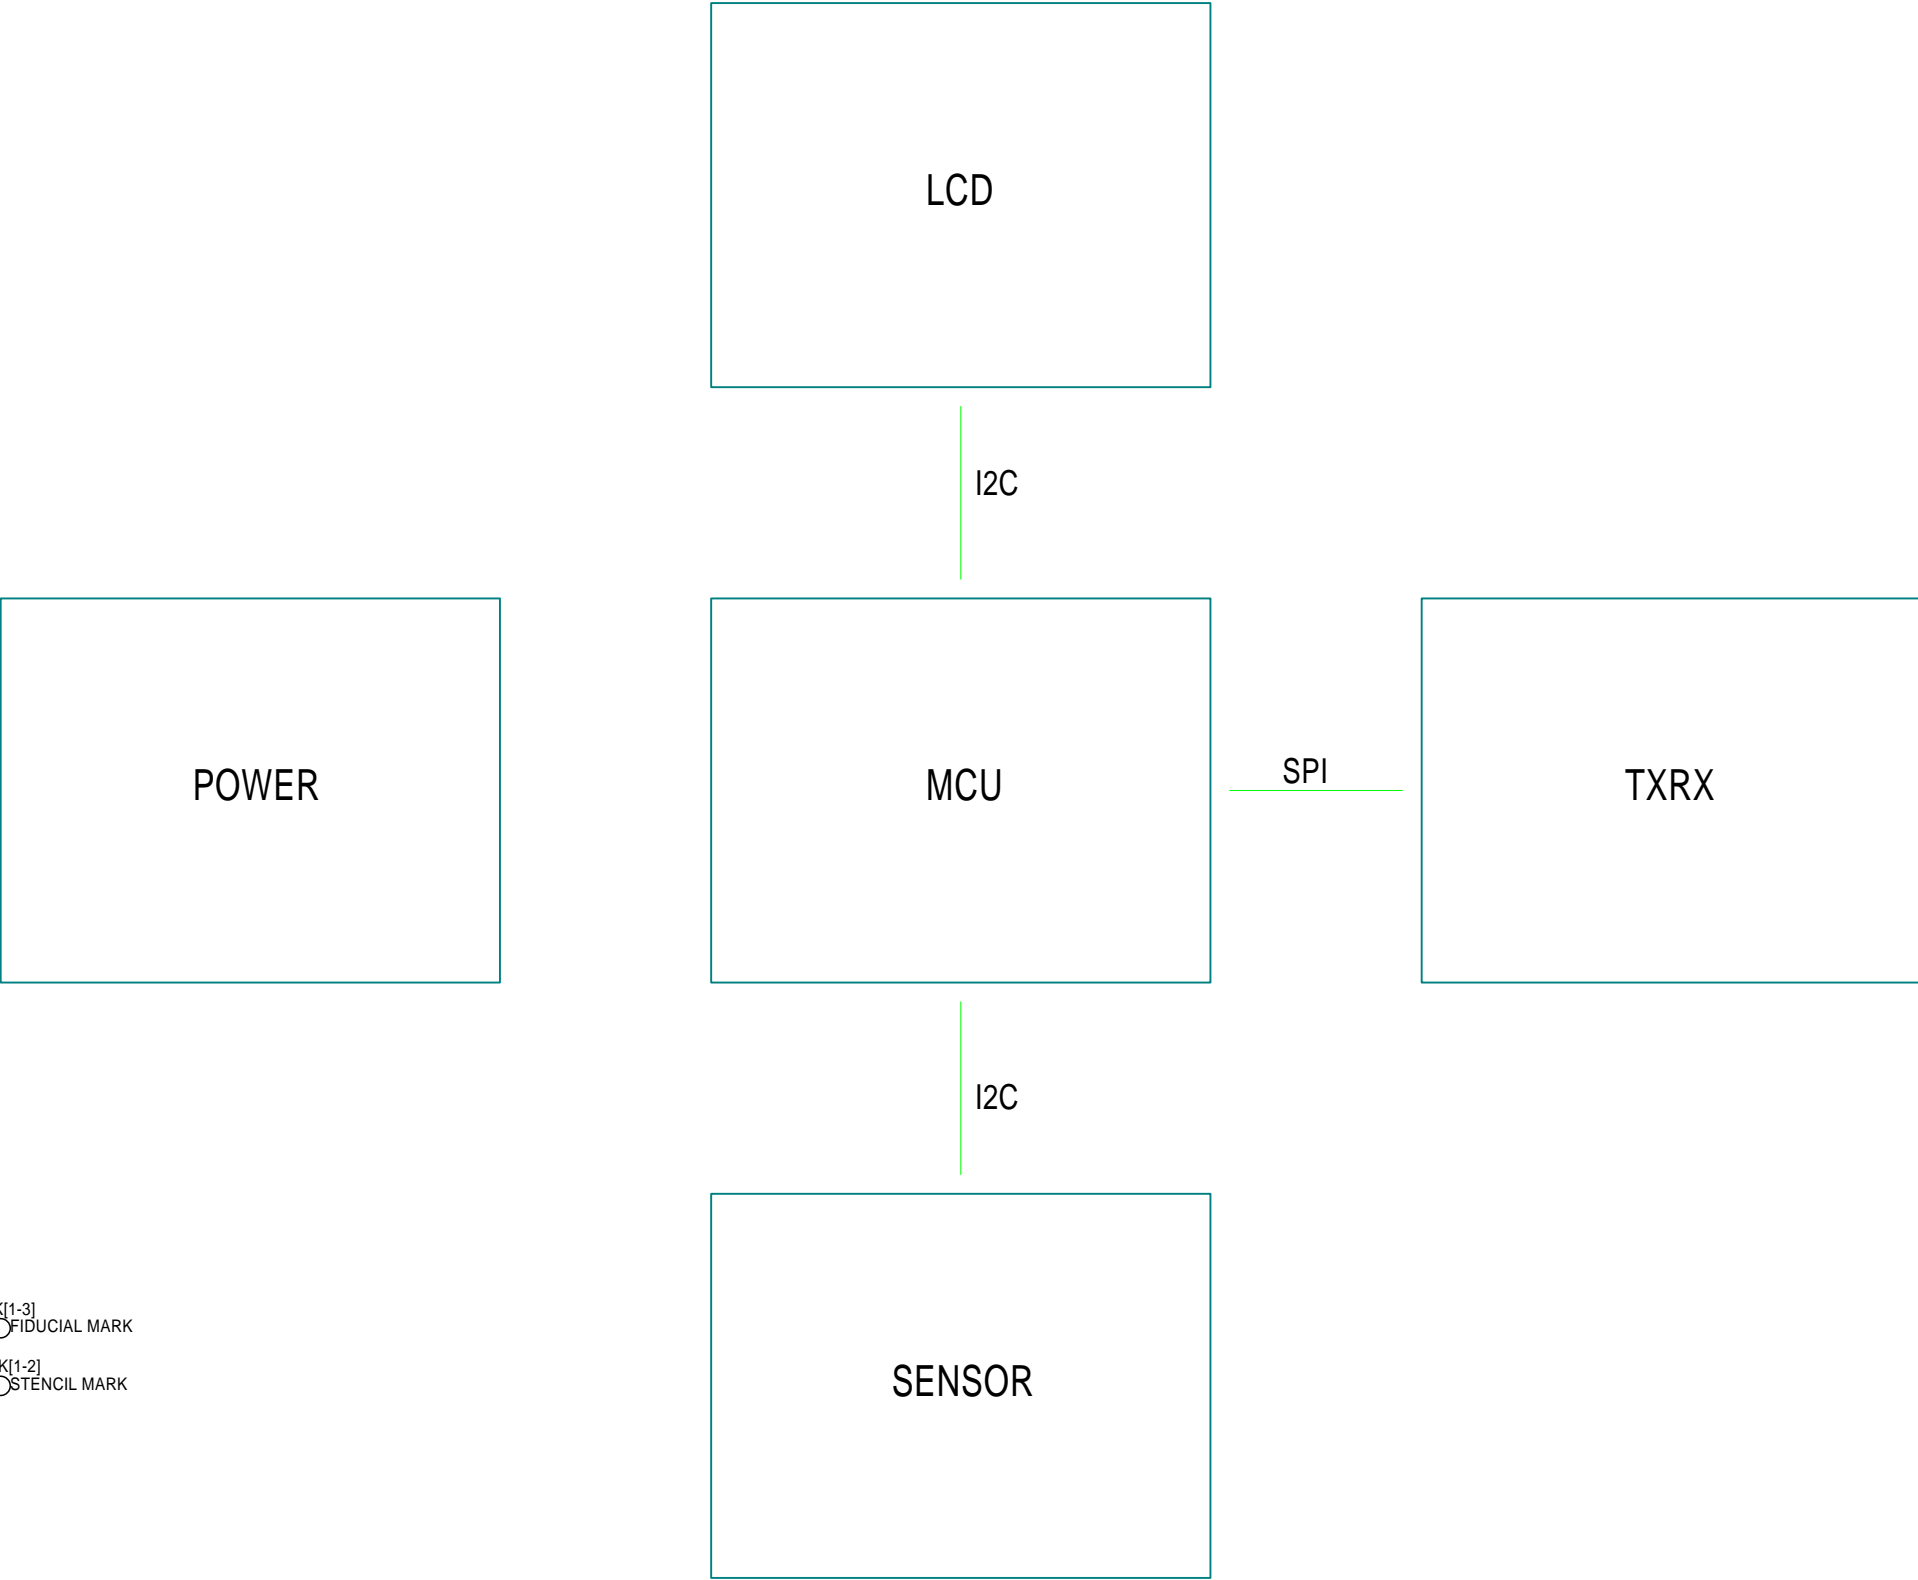 LCD
I2C
POWER
MCU
SPI
TXRX
I2C
K[1-3]
FIDUCIAL MARK
K[1-2]
STENCIL MARK
SENSOR